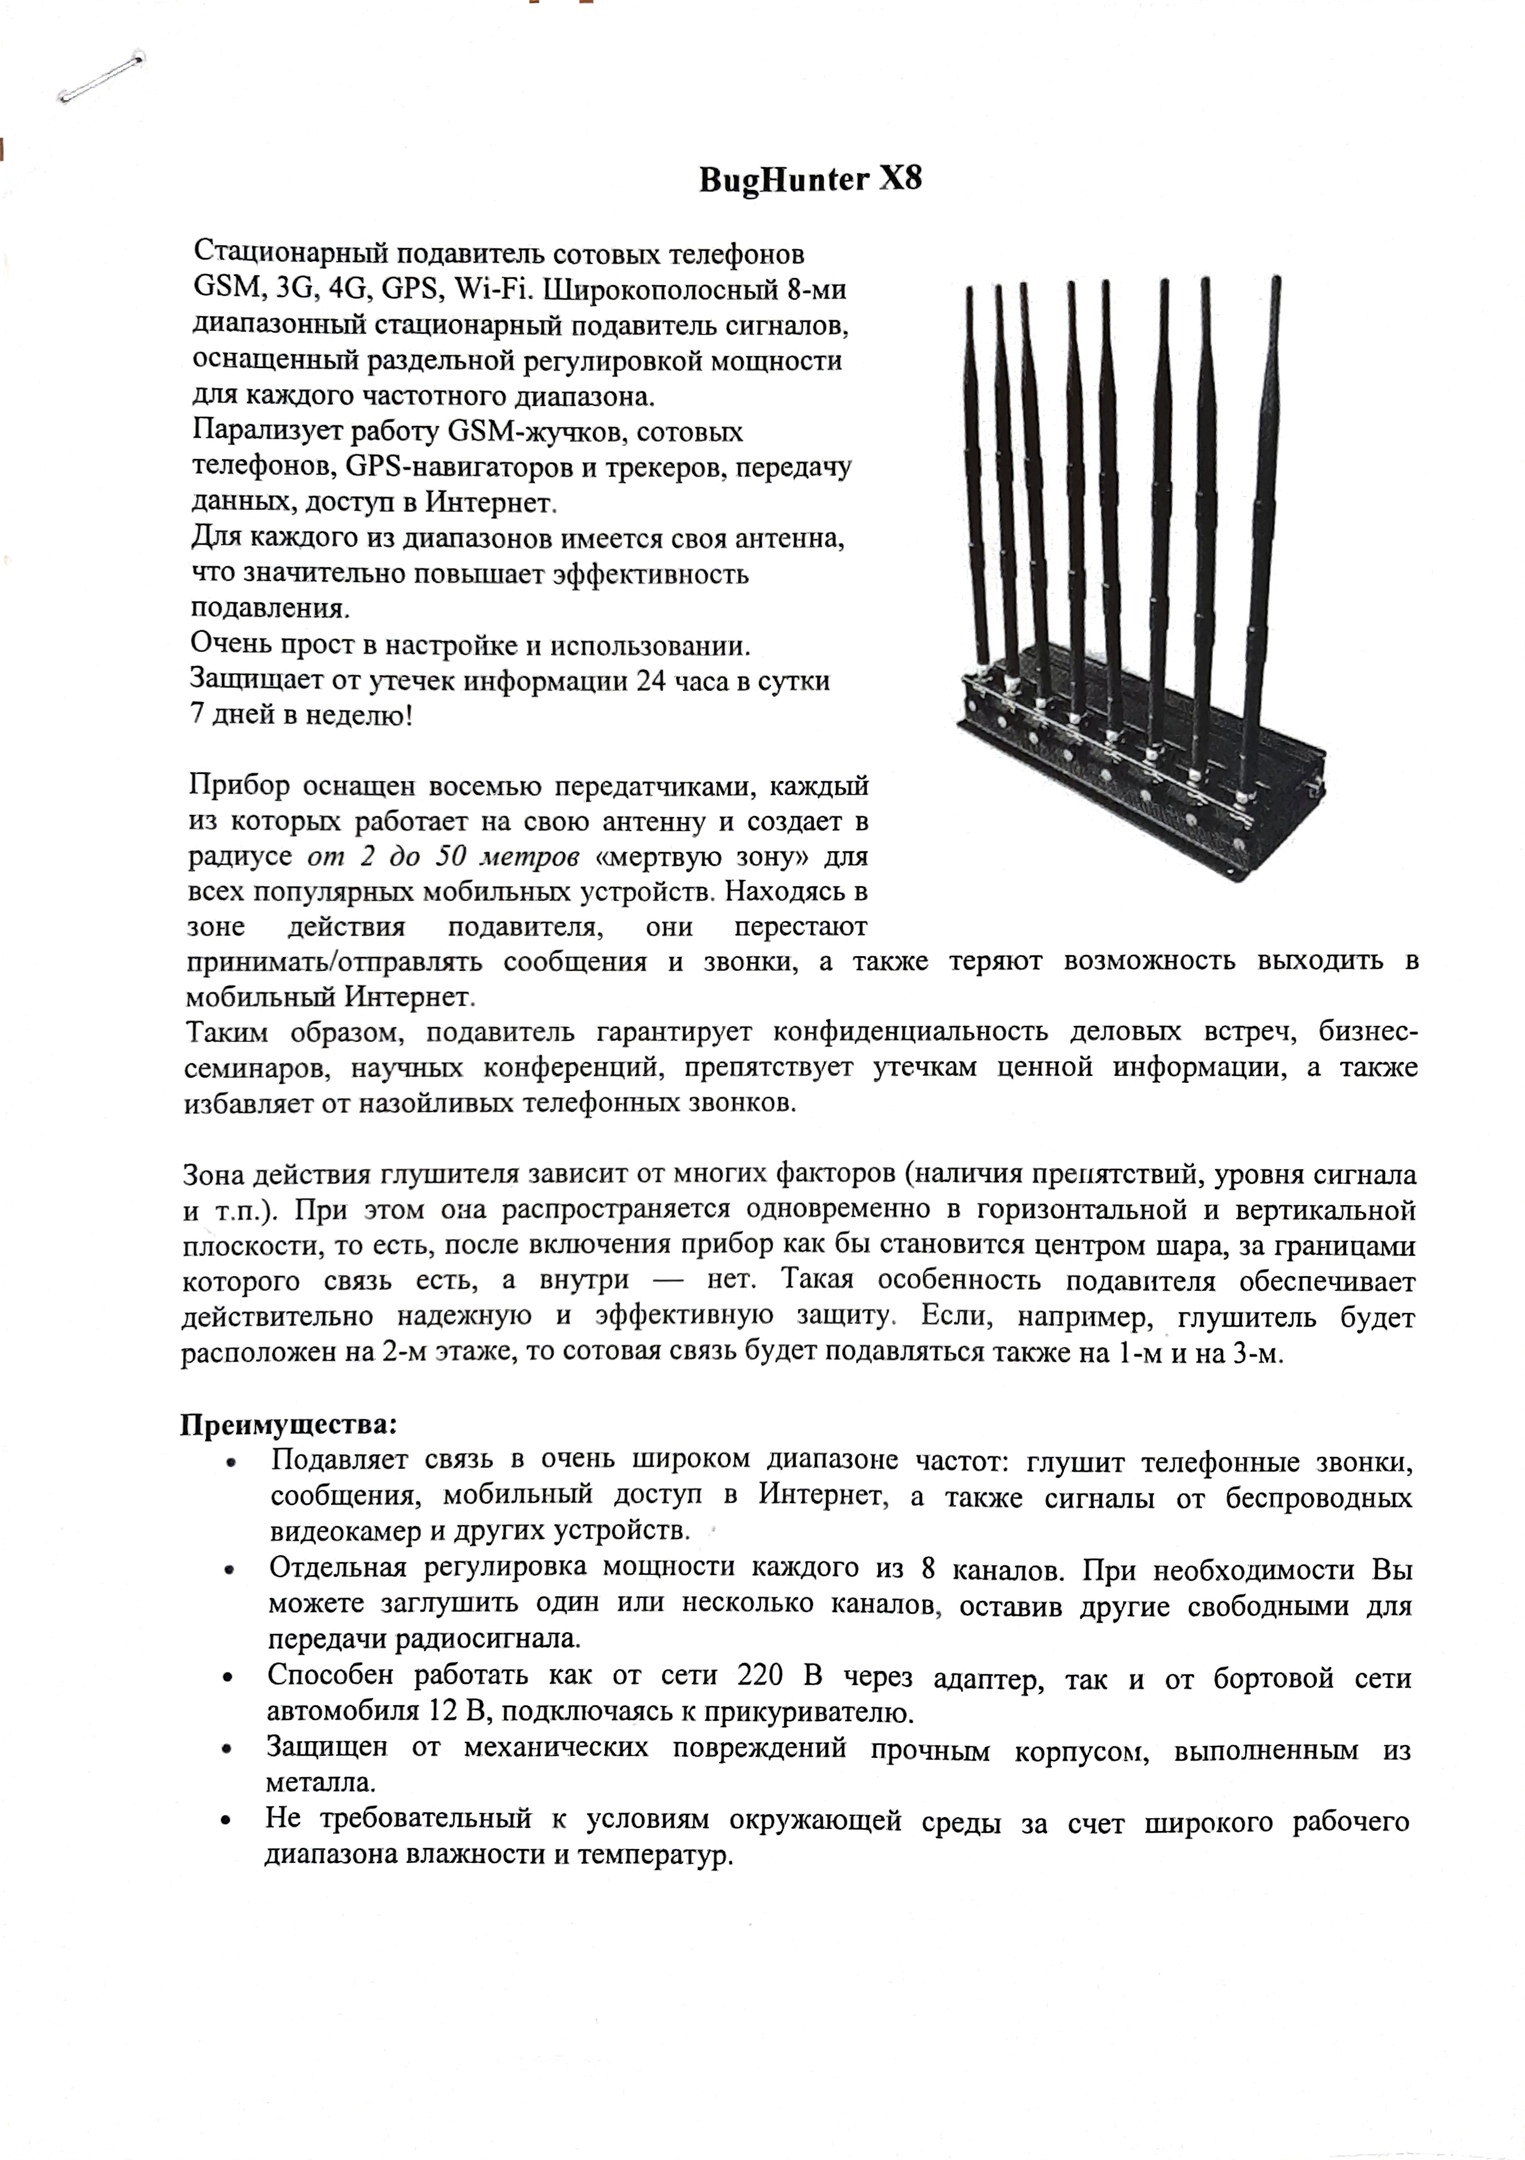 BugHunter X8
Стационарный подавитель сотовых телефонов
GSM, 3G, 4G, GPS, Wi-Fi. Широкополосный 8-ми
диапазонный стационарный подавитель сигналов,
оснащенный раздельной регулировкой мощности
для каждого частотного диапазона.
Парализует работу GSM-жучков, сотовых
телефонов, GPS-навигаторов и трекеров, передачу
данных, доступ в Интернет.
Для каждого из диапазонов имеется своя антенна,
что значительно повышает эффективность
подавления.
Очень прост в настройке и использовании.
Защищает от утечек информации 24 часа в сутки
7 дней в неделю!
Прибор оснащен восемью передатчиками, каждый
из которых работает на свою антенну и создает в
радиусе от 2 до 50 метров «мертвую зону» для
всех популярных мобильных устройств. Находясь в
зоне действия подавителя, они перестают
принимать/отправлять сообщения и звонки, а также теряют возможность выходить в
мобильный Интернет.
Таким образом, подавитель гарантирует конфиденциальность деловых встреч, бизнес-
семинаров, научных конференций, препятствует утечкам ценной информации, а также
избавляет от назойливых телефонных звонков.
Зона действия глушителя зависит от многих факторов (наличия препятствий, уровня сигнала
и т.п.). При этом она распространяется одновременно в горизонтальной и вертикальной
плоскости, то есть, после включения прибор как бы становится центром шара, за границами
которого связь есть, а внутри — нет. Такая особенность подавителя обеспечивает
действительно надежную и эффективную защиту. Если, например, глушитель будет
расположен на 2-м этаже, то сотовая связь будет подавляться также на 1-м и на 3-м.
Преимущества:
• Подавляет связь в очень широком диапазоне частот: глушит телефонные звонки,
сообщения, мобильный доступ в Интернет, а также сигналы от беспроводных
видеокамер и других устройств.
• Отдельная регулировка мощности каждого из 8 каналов. При необходимости Вы
можете заглушить один или несколько каналов, оставив другие свободными для
передачи радиосигнала.
• Способен работать как от сети 220 В через адаптер, так и от бортовой сети
автомобиля 12 В, подключаясь к прикуривателю.
• Защищен от механических повреждений прочным корпусом, выполненным из
металла.
• Не требовательный к условиям окружающей среды за счет широкого рабочего
диапазона влажности и температур.